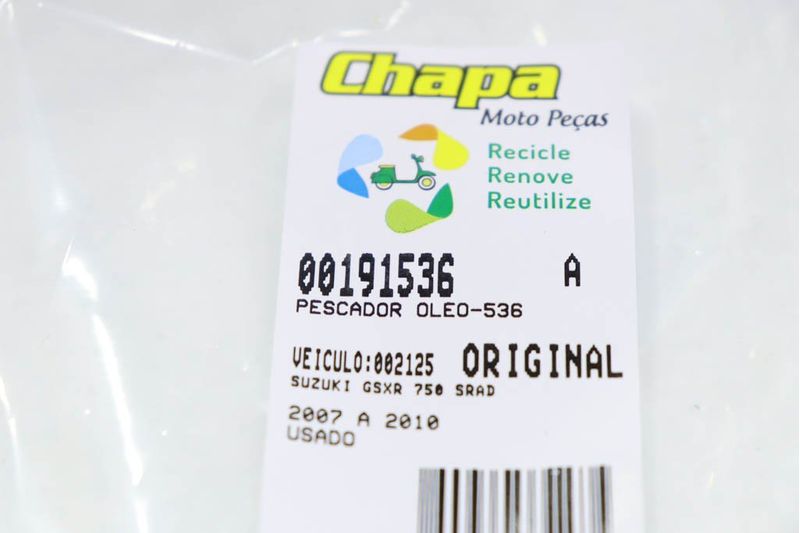 Chapa
Moto Peças
Recicle
Renove
Reutilize
00191536 A
PESCADOR OLEO-536
VEICULO:002125 ORIGINAL
SUZUKI GSXR 750 SRAD
2007 A 2010
USADO